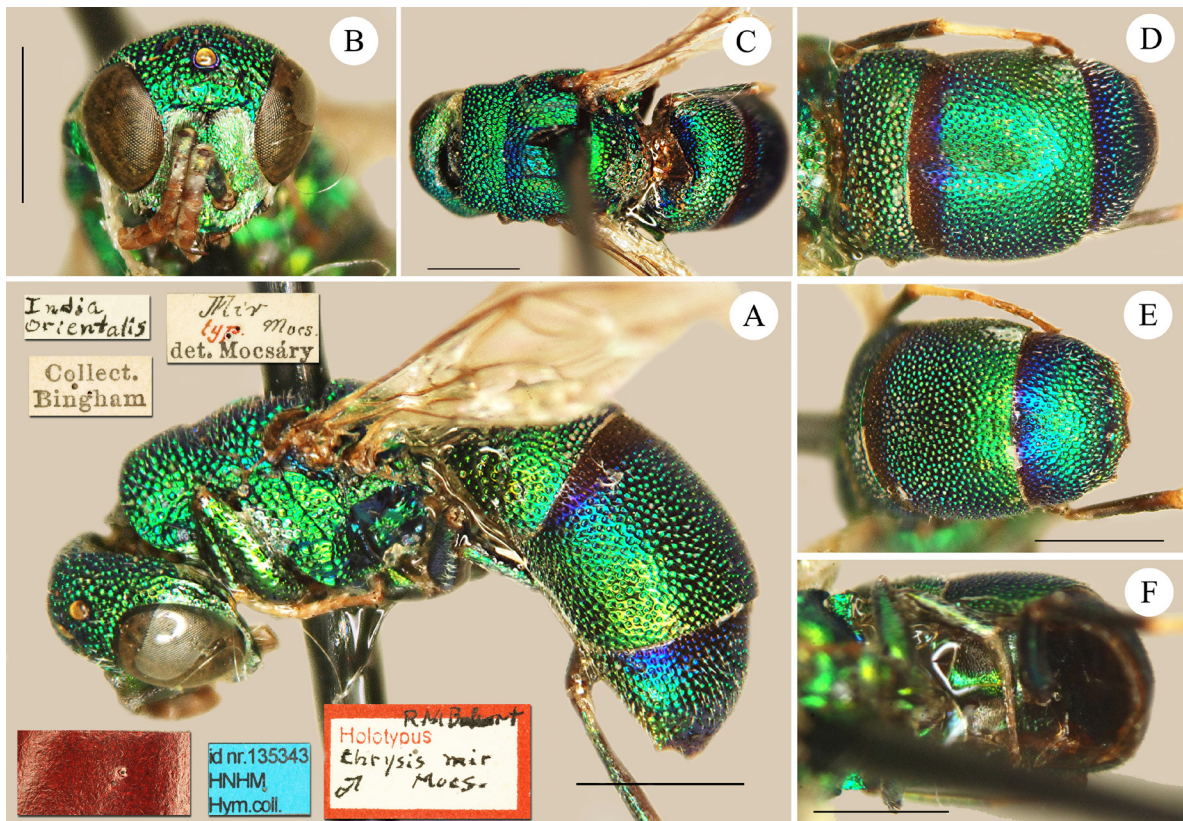 B
C
D
India
orientalis
Mir
typ. Mocs.
det. Mocsáry
Collect.
Bingham
A
E
F
R M Bohart
Holotypus
Chrysis mir
♂ Mocs.
id nr.135343
HNHM
Hym.coll.